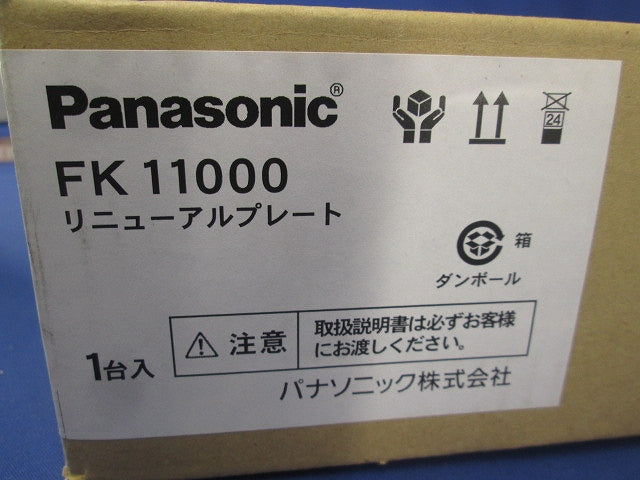 Panasonic®
24
FK 11000
リニューアルプレート
箱
ダンボール
注意
取扱説明書は必ずお客様
にお渡しください。
1台入
パナソニック株式会社